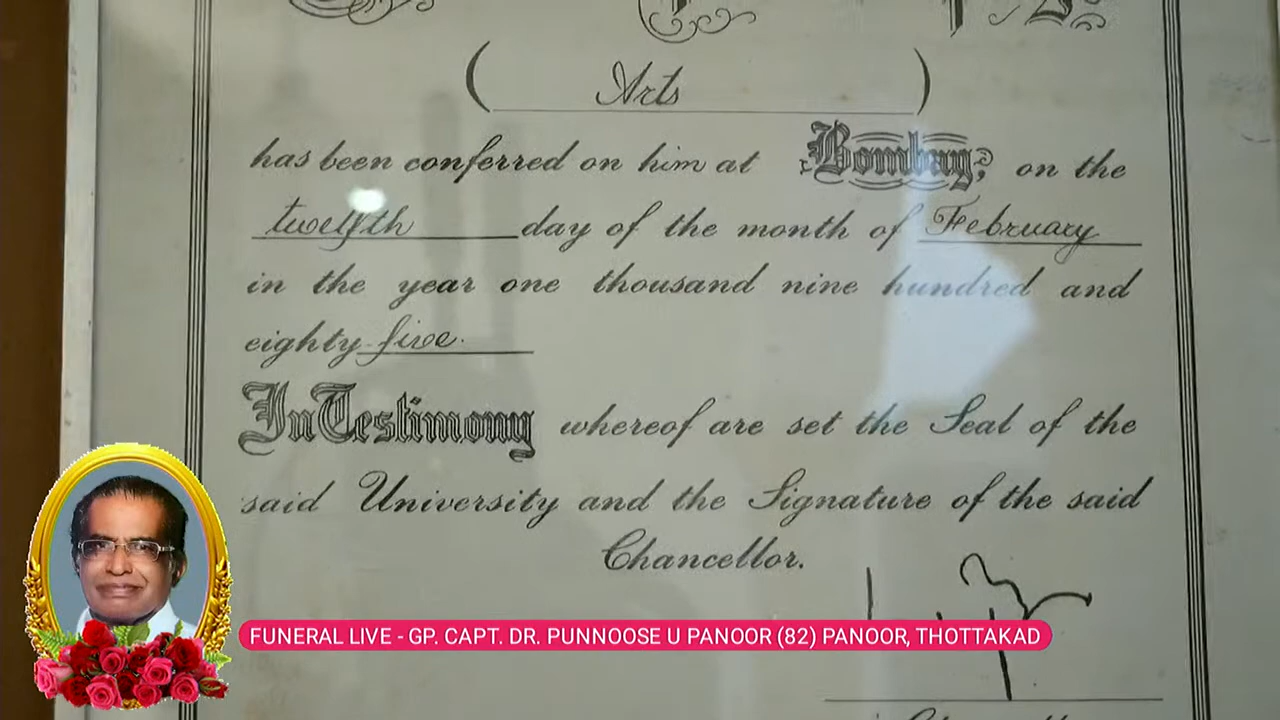 ( Arts )
has been conferred on him at Bombay, on the
twelfth day of the month of February
in the year one thousand nine hundred and
eighty five.
In Testimony whereof are set the Seal of the
said University and the Signature of the said
Chancellor.
FUNERAL LIVE - GP. CAPT. DR. PUNNOOSE U PANOOR (82) PANOOR, THOTTAKAD